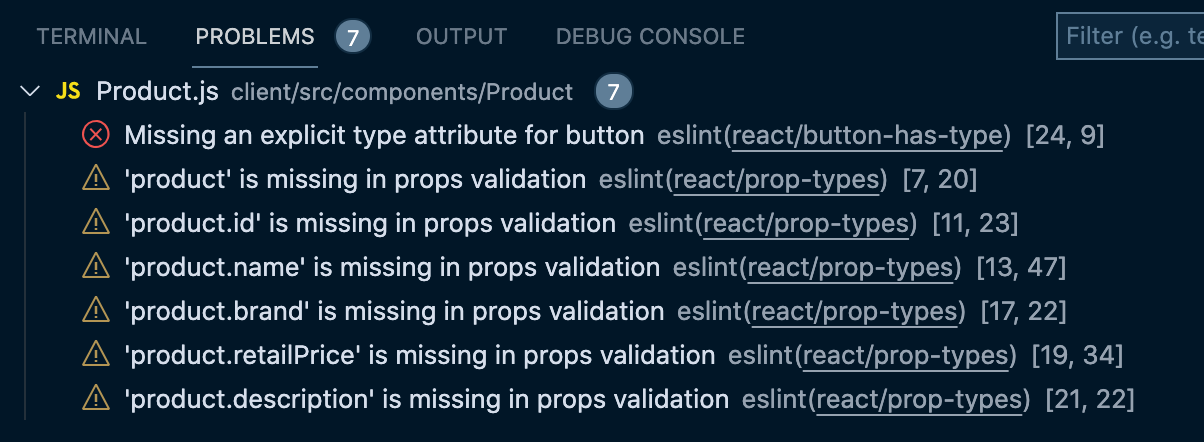 TERMINAL PROBLEMS 7 OUTPUT DEBUG CONSOLE Filter (e.g. te
JS Product.js client/src/components/Product 7
Missing an explicit type attribute for button eslint(react/button-has-type) [24, 9]
'product' is missing in props validation eslint(react/prop-types) [7, 20]
'product.id' is missing in props validation eslint(react/prop-types) [11, 23]
'product.name' is missing in props validation eslint(react/prop-types) [13, 47]
'product.brand' is missing in props validation eslint(react/prop-types) [17, 22]
'product.retailPrice' is missing in props validation eslint(react/prop-types) [19, 34]
'product.description' is missing in props validation eslint(react/prop-types) [21, 22]